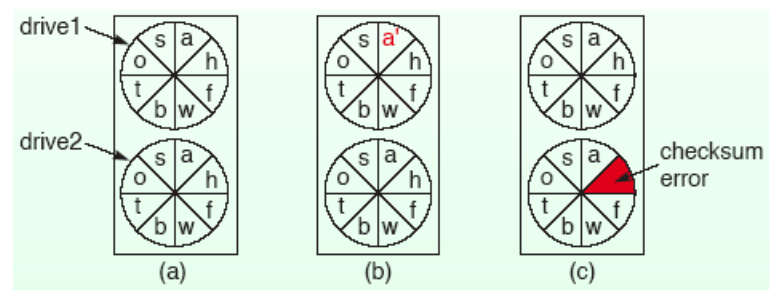 drive1
s a
o h
t f
b w
drive2
s a
o h
t f
b w
(a)
s a'
o h
t f
b w
s a
o h
t f
b w
(b)
s a
o h
t f
b w
s a
o
t f
b w
checksum
error
(c)